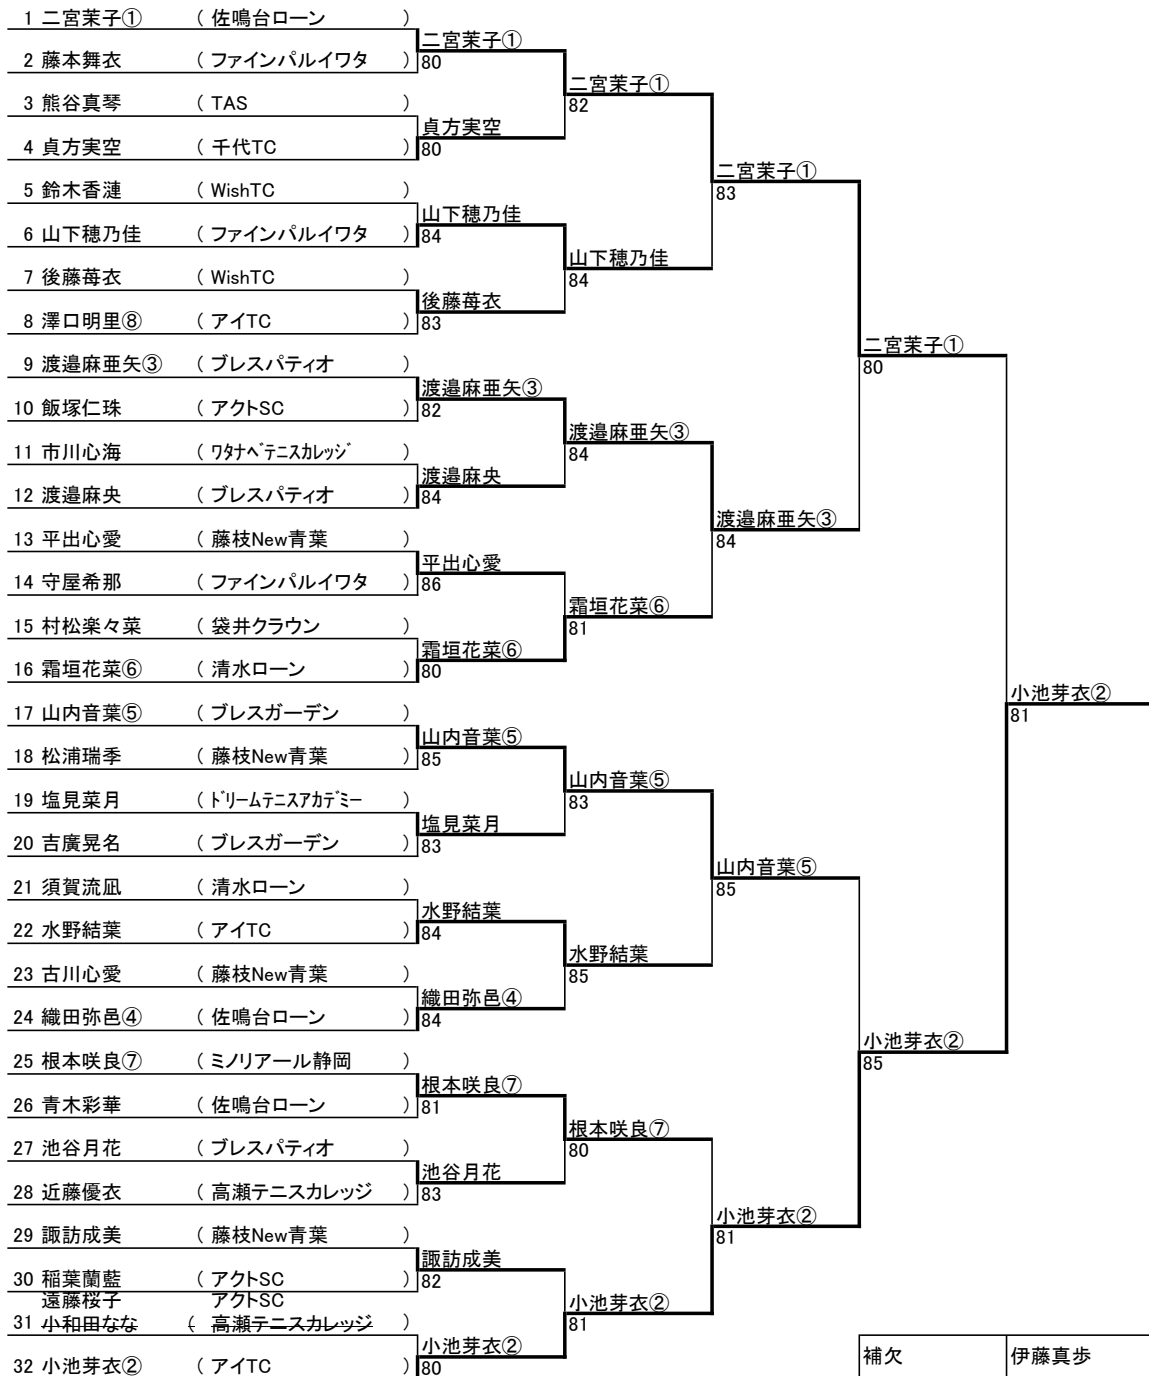 1 二宮茉子① ( 佐鳴台ローン )
二宮茉子①
2 藤本舞衣 ( ファインパルイワタ )
80
二宮茉子①
82
3 熊谷真琴 ( TAS )
貞方実空
4 貞方実空 ( 千代TC )
80
二宮茉子①
83
5 鈴木香漣 ( WishTC )
山下穂乃佳
6 山下穂乃佳 ( ファインパルイワタ )
84
山下穂乃佳
84
7 後藤苺衣 ( WishTC )
後藤苺衣
8 澤口明里⑧ ( アイTC )
83
二宮茉子①
80
9 渡邉麻亜矢③ ( ブレスパティオ )
渡邉麻亜矢③
10 飯塚仁珠 ( アクトSC )
82
渡邉麻亜矢③
84
11 市川心海 ( ワタナベテニスカレッジ )
渡邉麻央
12 渡邉麻央 ( ブレスパティオ )
84
渡邉麻亜矢③
84
13 平出心愛 ( 藤枝New青葉 )
平出心愛
14 守屋希那 ( ファインパルイワタ )
86
霜垣花菜⑥
81
15 村松楽々菜 ( 袋井クラウン )
霜垣花菜⑥
16 霜垣花菜⑥ ( 清水ローン )
80
小池芽衣②
81
17 山内音葉⑤ ( ブレスガーデン )
山内音葉⑤
18 松浦瑞季 ( 藤枝New青葉 )
85
山内音葉⑤
83
19 塩見菜月 ( ドリームテニスアカデミー )
塩見菜月
20 吉廣晃名 ( ブレスガーデン )
83
山内音葉⑤
85
21 須賀流凪 ( 清水ローン )
水野結葉
22 水野結葉 ( アイTC )
84
水野結葉
85
23 古川心愛 ( 藤枝New青葉 )
織田弥邑④
24 織田弥邑④ ( 佐鳴台ローン )
84
小池芽衣②
85
25 根本咲良⑦ ( ミノリアール静岡 )
根本咲良⑦
26 青木彩華 ( 佐鳴台ローン )
81
根本咲良⑦
80
27 池谷月花 ( ブレスパティオ )
池谷月花
28 近藤優衣 ( 高瀬テニスカレッジ )
83
小池芽衣②
81
29 諏訪成美 ( 藤枝New青葉 )
諏訪成美
30 稲葉蘭藍 ( アクトSC )
82
遠藤桜子 アクトSC
小池芽衣②
81
31 小和田なな ( 高瀬テニスカレッジ )
小池芽衣②
32 小池芽衣② ( アイTC )
80
補欠 伊藤真歩